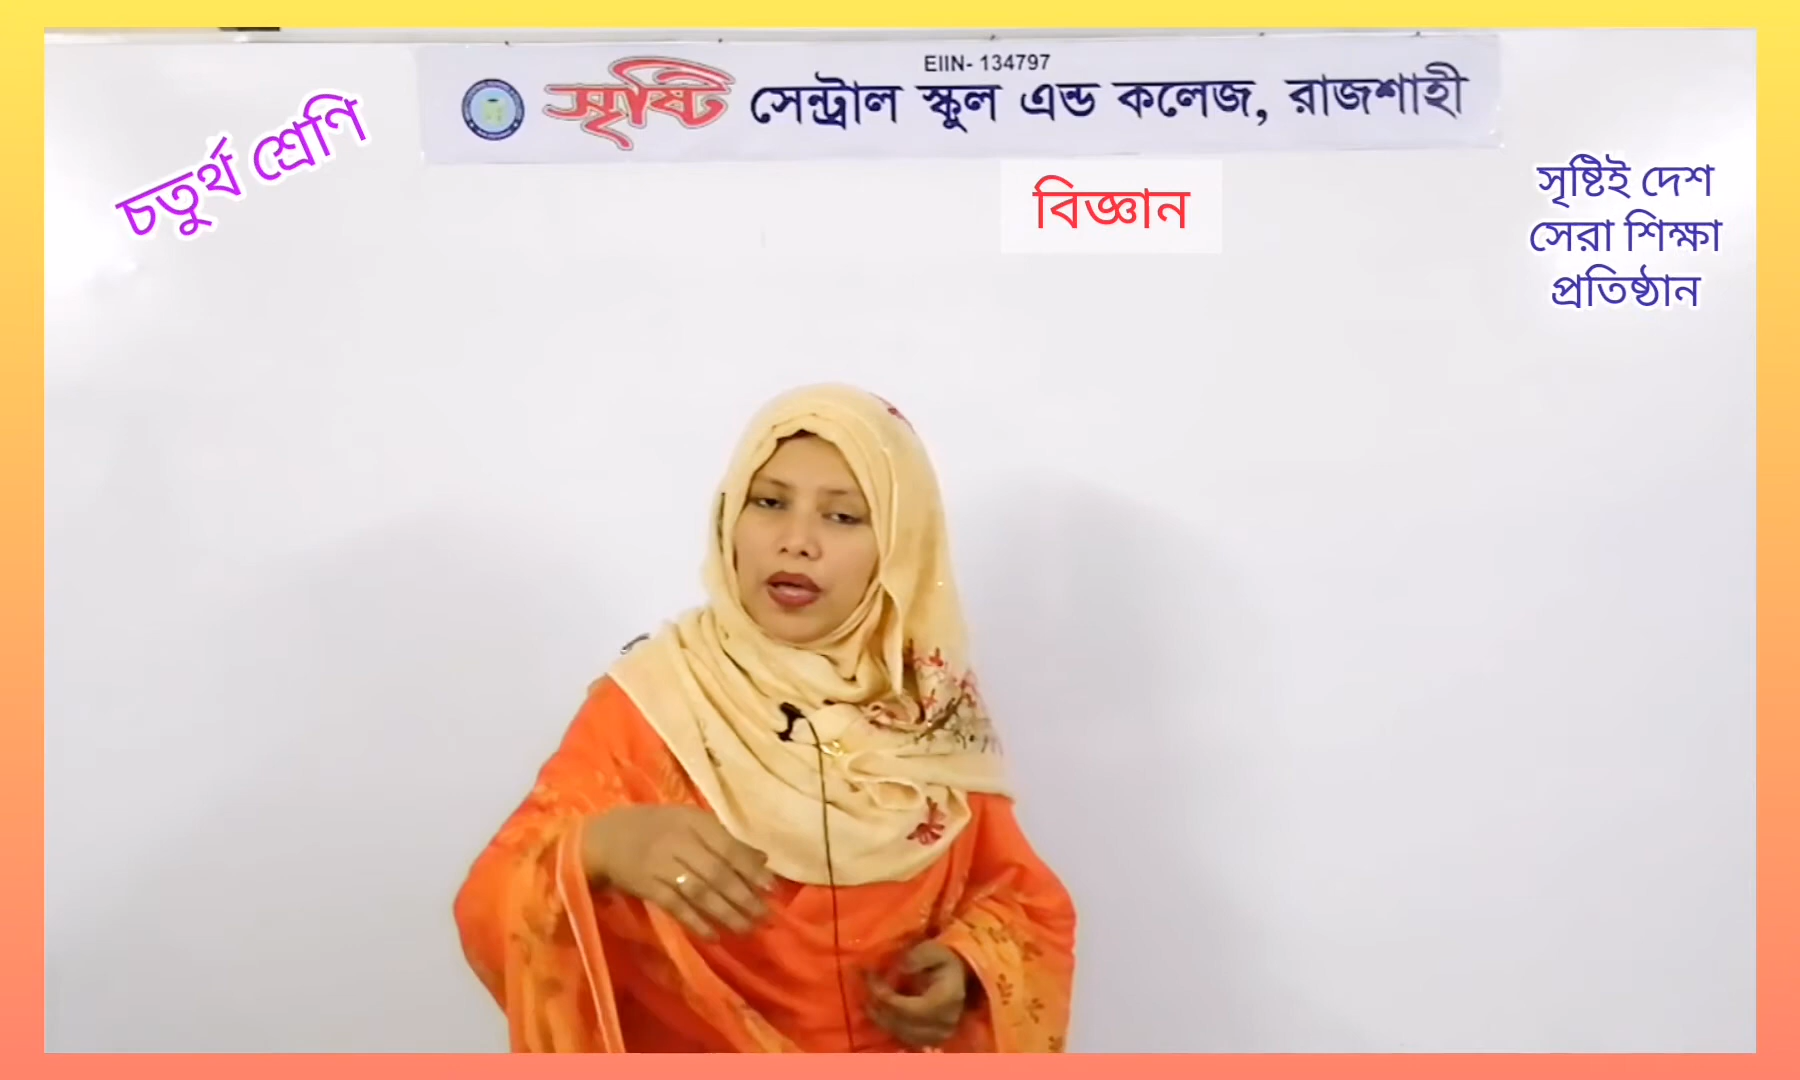 EIIN- 134797
সৃষ্টি সেন্ট্রাল স্কুল এন্ড কলেজ, রাজশাহী
চতুর্থ শ্রেণি
বিজ্ঞান
সৃষ্টিই দেশ
সেরা শিক্ষা
প্রতিষ্ঠান